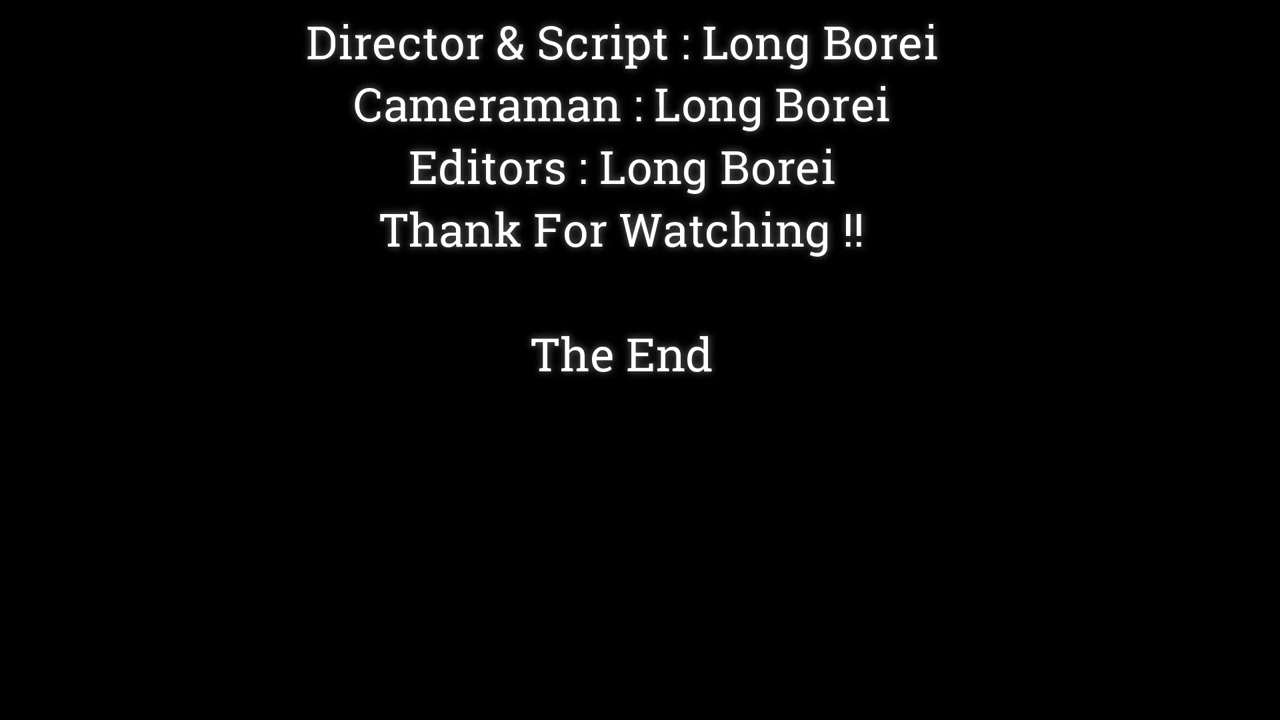 Director & Script : Long Borei
Cameraman : Long Borei
Editors : Long Borei
Thank For Watching !!
The End